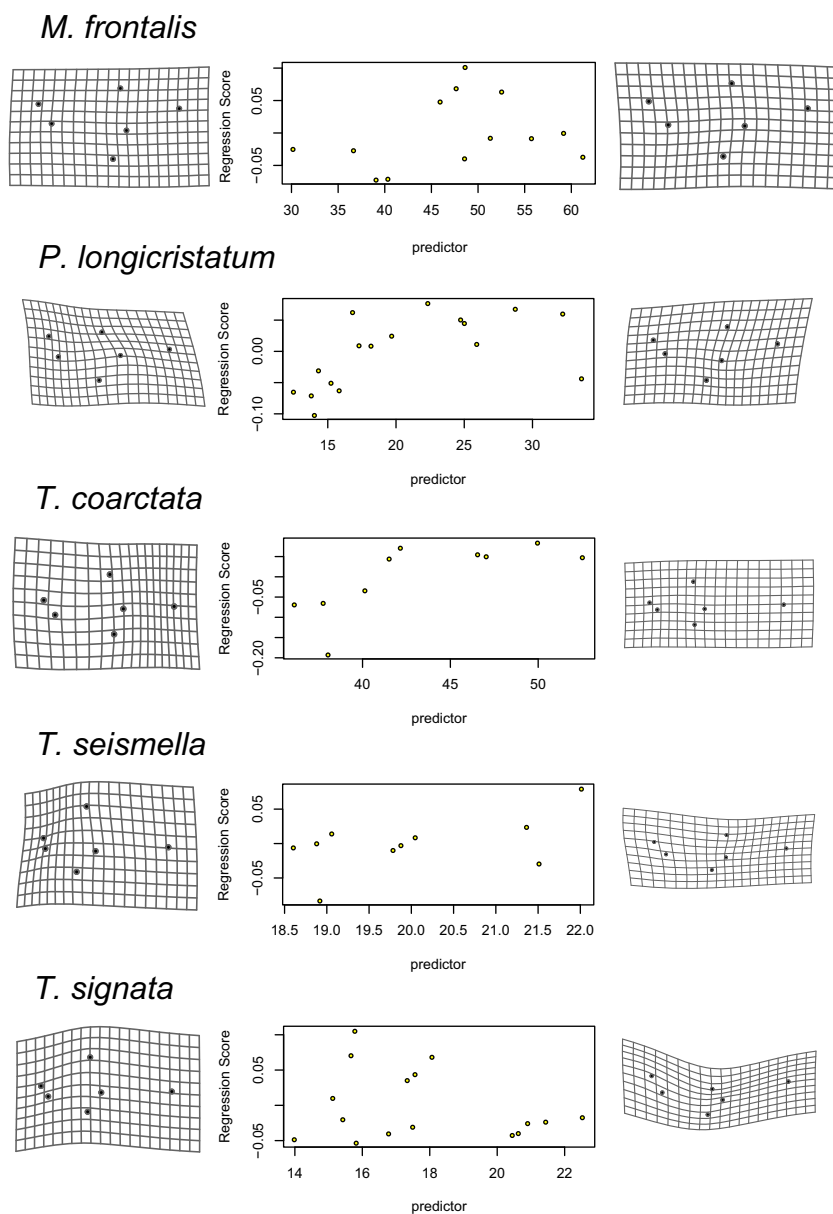 M. frontalis
Regression Score
0.05
−0.05
30 35 40 45 50 55 60
predictor
P. longicristatum
Regression Score
0.00
−0.10
15 20 25 30
predictor
T. coarctata
Regression Score
−0.05
−0.20
40 45 50
predictor
T. seismella
Regression Score
0.05
−0.05
18.5 19.0 19.5 20.0 20.5 21.0 21.5 22.0
predictor
T. signata
Regression Score
0.05
−0.05
14 16 18 20 22
predictor